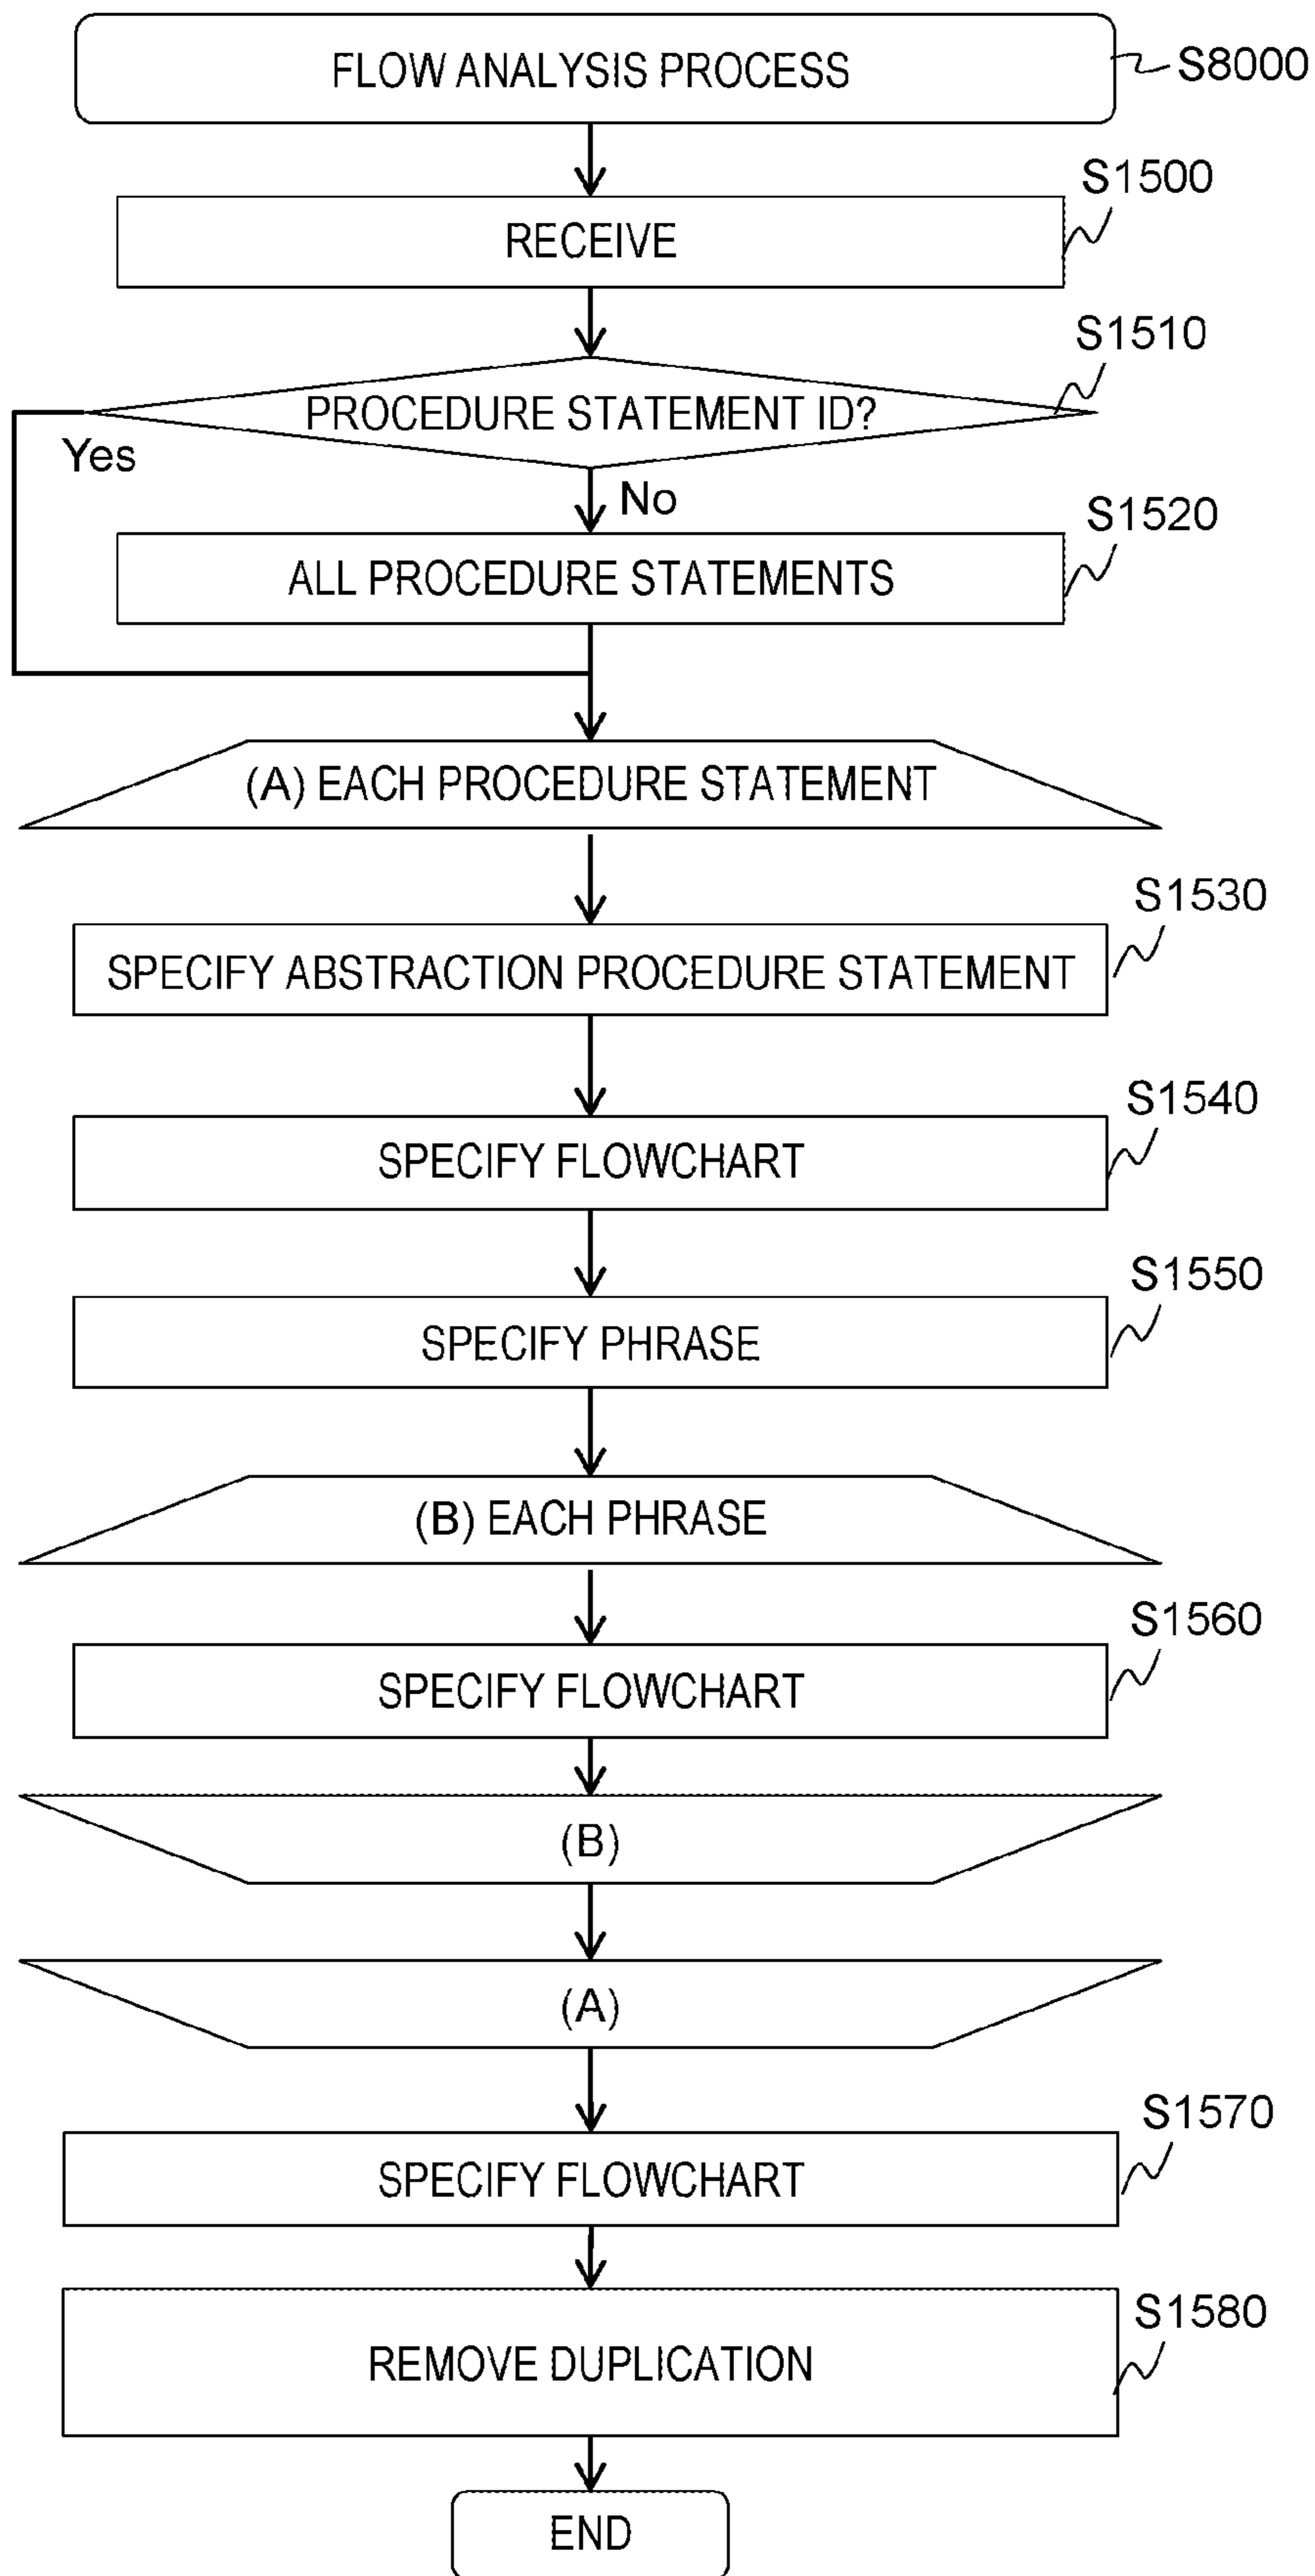 FLOW ANALYSIS PROCESS
S8000
S1500
RECEIVE
S1510
PROCEDURE STATEMENT ID?
Yes
No
S1520
ALL PROCEDURE STATEMENTS
(A) EACH PROCEDURE STATEMENT
S1530
SPECIFY ABSTRACTION PROCEDURE STATEMENT
S1540
SPECIFY FLOWCHART
S1550
SPECIFY PHRASE
(B) EACH PHRASE
S1560
SPECIFY FLOWCHART
(B)
(A)
S1570
SPECIFY FLOWCHART
S1580
REMOVE DUPLICATION
END